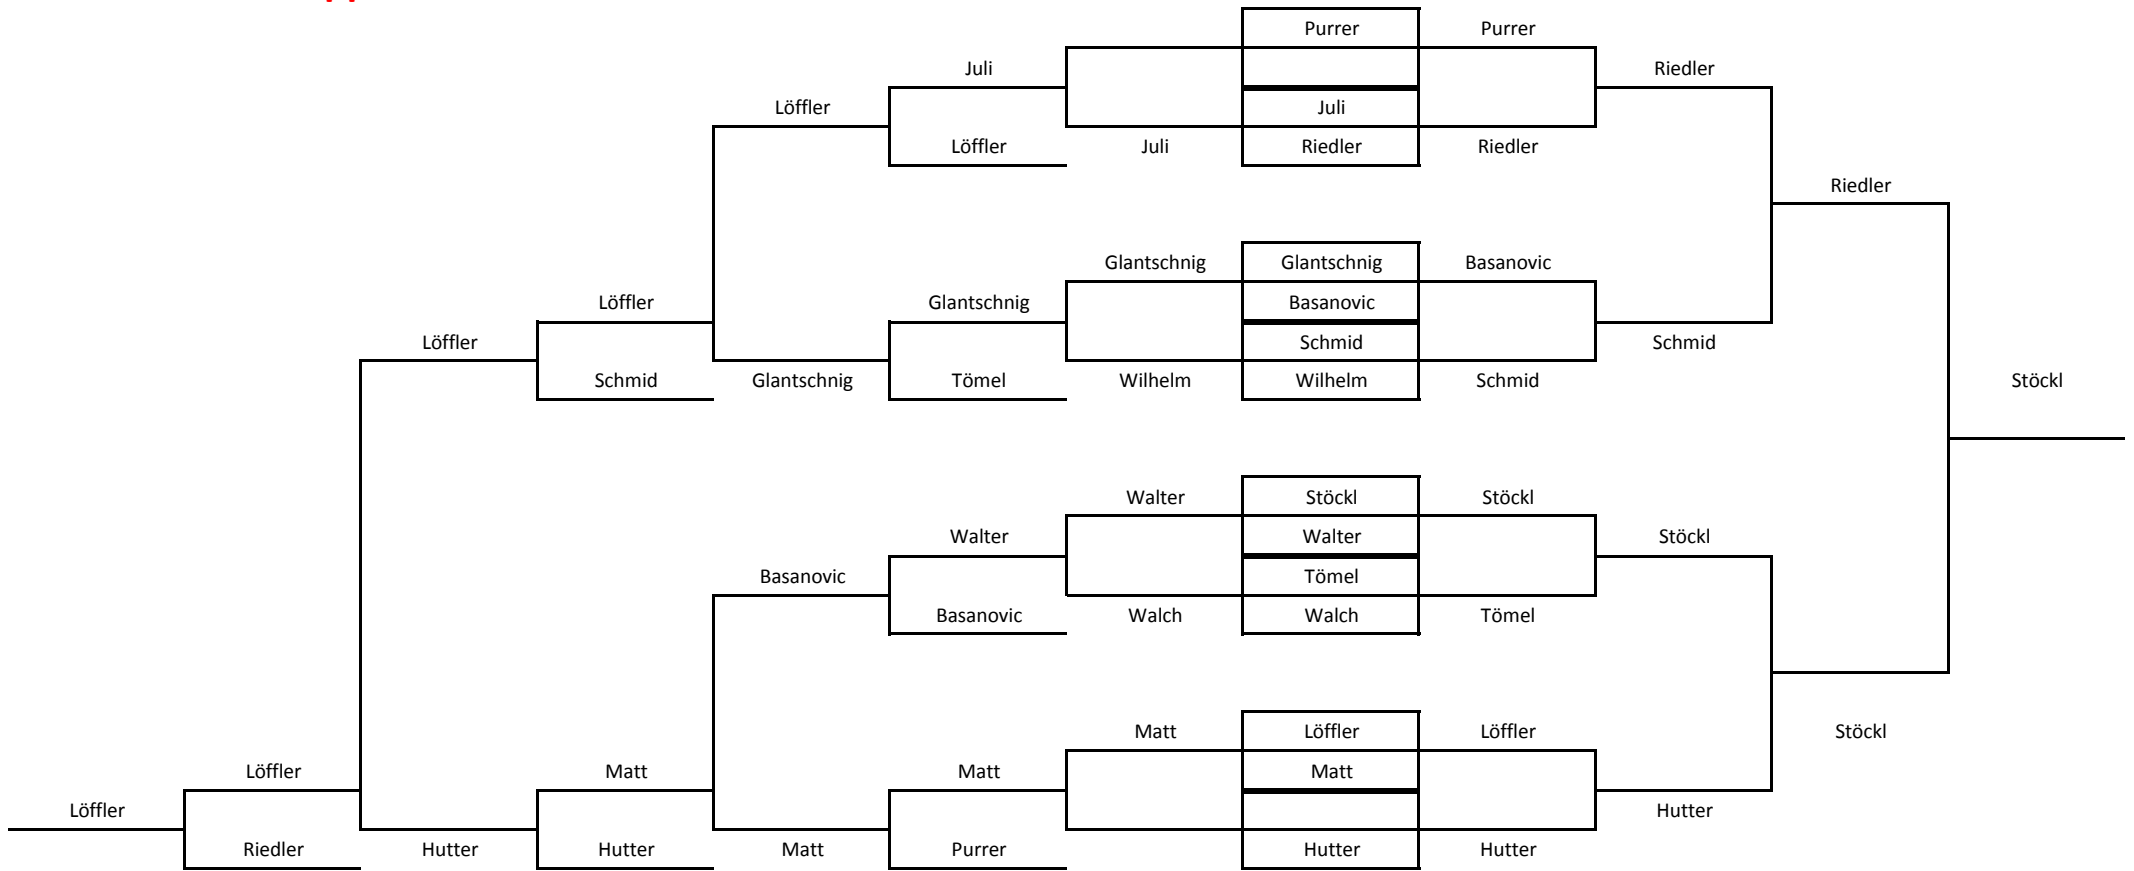 Purrer Purrer
Juli Riedler
Löffler Juli
Löffler Juli Riedler Riedler
Riedler
Glantschnig Glantschnig Basanovic
Löffler Glantschnig Basanovic
Löffler Schmid Schmid
Schmid Glantschnig Tömel Wilhelm Wilhelm Schmid Stöckl
Walter Stöckl Stöckl
Walter Walter Stöckl
Basanovic Tömel
Basanovic Walch Walch Tömel
Matt Löffler Löffler Stöckl
Löffler Matt Matt Matt
Löffler Hutter
Riedler Hutter Hutter Matt Purrer Hutter Hutter